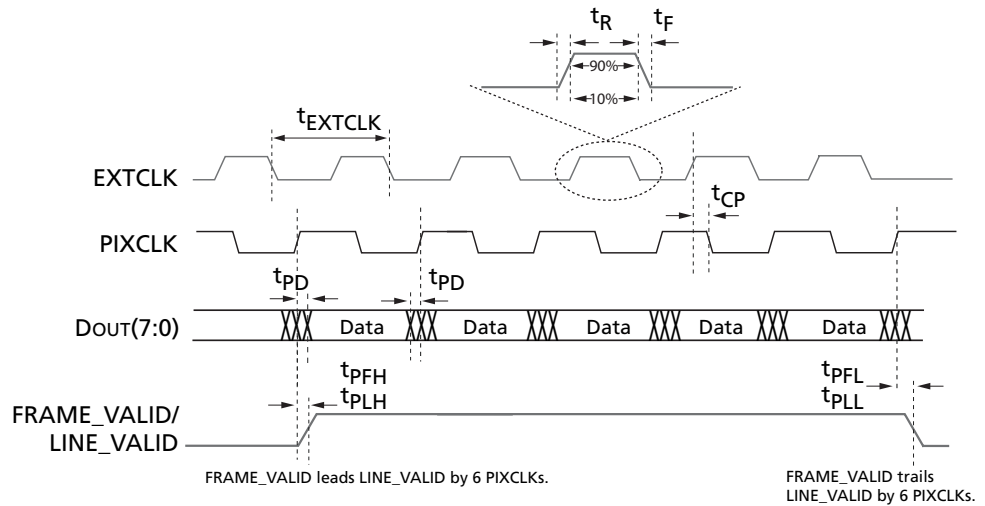 tR tF
90%
10%
tEXTCLK
EXTCLK
tCP
PIXCLK
tPD tPD
DOUT(7:0) Data Data Data Data Data
tPFH tPFL
tPLH tPLL
FRAME_VALID/
LINE_VALID
FRAME_VALID leads LINE_VALID by 6 PIXCLKs.
FRAME_VALID trails
LINE_VALID by 6 PIXCLKs.